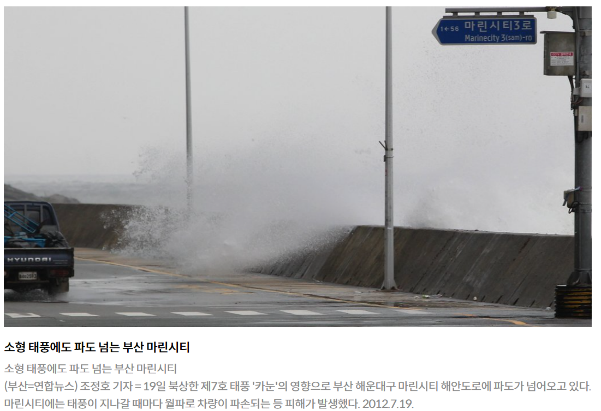 마린시티3로
14→56
Marinecity 3(sam)-ro
HYUNDAI
소형 태풍에도 파도 넘는 부산 마린시티
소형 태풍에도 파도 넘는 부산 마린시티
(부산=연합뉴스) 조정호 기자 = 19일 북상한 제7호 태풍 '카눈'의 영향으로 부산 해운대구 마린시티 해안도로에 파도가 넘어오고 있다.
마린시티에는 태풍이 지나갈 때마다 월파로 차량이 파손되는 등 피해가 발생했다. 2012.7.19.